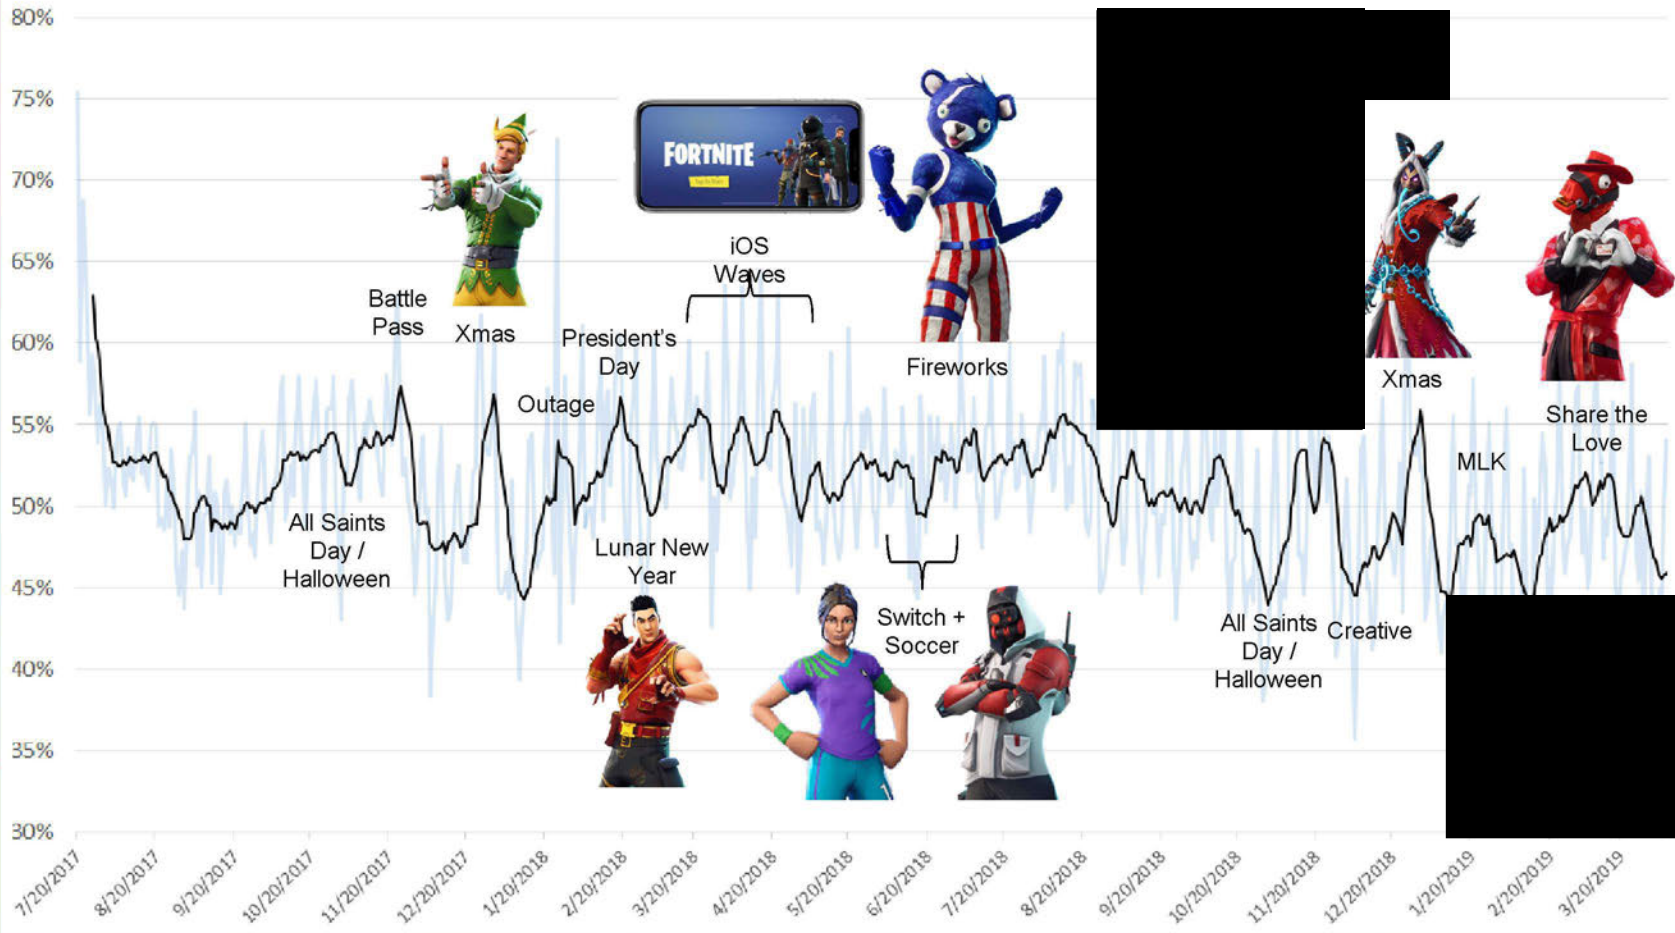 80%
75%
70%
65%
60%
55%
50%
45%
40%
35%
30%
Battle
Pass
Xmas
Outage
President's
Day
FORTNITE
iOS
Waves
Fireworks
Xmas
Share the
Love
MLK
All Saints
Day /
Halloween
Lunar New
Year
Switch +
Soccer
All Saints
Day /
Halloween
Creative
7/20/2017
8/20/2017
9/20/2017
10/20/2017
11/20/2017
12/20/2017
1/20/2018
2/20/2018
3/20/2018
4/20/2018
5/20/2018
6/20/2018
7/20/2018
8/20/2018
9/20/2018
10/20/2018
11/20/2018
12/20/2018
1/20/2019
2/20/2019
3/20/2019